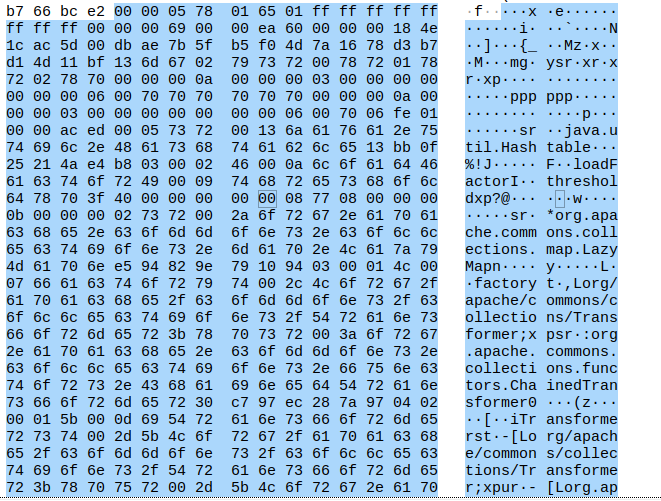 b7 66 bc e2 00 00 05 78 01 65 01 ff ff ff ff ff ·f·····x ·e······
ff ff ff 00 00 00 69 00 00 ea 60 00 00 00 18 4e ······i· ··`····N
1c ac 5d 00 db ae 7b 5f b5 f0 4d 7a 16 78 d3 b7 ··]···{_ ··Mz·x··
d1 4d 11 bf 13 6d 67 02 79 73 72 00 78 72 01 78 ·M···mg· ysr·xr·x
72 02 78 70 00 00 00 0a 00 00 00 03 00 00 00 00 r·xp···· ········
00 00 00 06 00 70 70 70 70 70 70 00 00 00 0a 00 ·····ppp ppp·····
00 00 03 00 00 00 00 00 00 00 06 00 70 06 fe 01 ········ ····p···
00 00 ac ed 00 05 73 72 00 13 6a 61 76 61 2e 75 ······sr ··java.u
74 69 6c 2e 48 61 73 68 74 61 62 6c 65 13 bb 0f til.Hash table···
25 21 4a e4 b8 03 00 02 46 00 0a 6c 6f 61 64 46 %!J····· F··loadF
61 63 74 6f 72 49 00 09 74 68 72 65 73 68 6f 6c actorI·· threshol
64 78 70 3f 40 00 00 00 00 00 08 77 08 00 00 00 dxp?@··· ···w····
0b 00 00 00 02 73 72 00 2a 6f 72 67 2e 61 70 61 ·····sr· *org.apa
63 68 65 2e 63 6f 6d 6d 6f 6e 73 2e 63 6f 6c 6c che.comm ons.coll
65 63 74 69 6f 6e 73 2e 6d 61 70 2e 4c 61 7a 79 ections. map.Lazy
4d 61 70 6e e5 94 82 9e 79 10 94 03 00 01 4c 00 Mapn···· y·····L·
07 66 61 63 74 6f 72 79 74 00 2c 4c 6f 72 67 2f ·factory t·,Lorg/
61 70 61 63 68 65 2f 63 6f 6d 6d 6f 6e 73 2f 63 apache/c ommons/c
6f 6c 6c 65 63 74 69 6f 6e 73 2f 54 72 61 6e 73 ollectio ns/Trans
66 6f 72 6d 65 72 3b 78 70 73 72 00 3a 6f 72 67 former;x psr·:org
2e 61 70 61 63 68 65 2e 63 6f 6d 6d 6f 6e 73 2e .apache. commons.
63 6f 6c 6c 65 63 74 69 6f 6e 73 2e 66 75 6e 63 collecti ons.func
74 6f 72 73 2e 43 68 61 69 6e 65 64 54 72 61 6e tors.Cha inedTran
73 66 6f 72 6d 65 72 30 c7 97 ec 28 7a 97 04 02 sformer0 ···(z···
00 01 5b 00 0d 69 54 72 61 6e 73 66 6f 72 6d 65 ··[··iTr ansforme
72 73 74 00 2d 5b 4c 6f 72 67 2f 61 70 61 63 68 rst·-[Lo rg/apach
65 2f 63 6f 6d 6d 6f 6e 73 2f 63 6f 6c 6c 65 63 e/common s/collec
74 69 6f 6e 73 2f 54 72 61 6e 73 66 6f 72 6d 65 tions/Tr ansforme
72 3b 78 70 75 72 00 2d 5b 4c 6f 72 67 2e 61 70 r;xpur·- [Lorg.ap